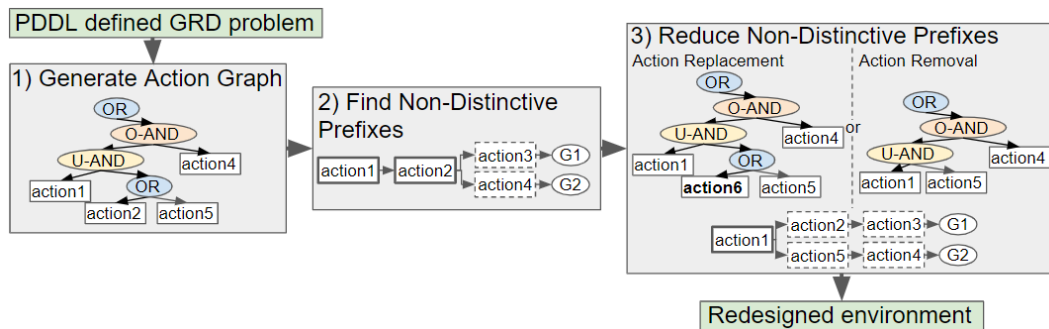 PDDL defined GRD problem
1) Generate Action Graph
OR
O-AND
U-AND
action4
action1
OR
action2
action5
2) Find Non-Distinctive
Prefixes
action1
action2
action3
G1
action4
G2
3) Reduce Non-Distinctive Prefixes
Action Replacement
OR
O-AND
U-AND
action4
action1
OR
action6
action5
or
Action Removal
OR
O-AND
U-AND
action4
action1
action5
action1
action2
action3
G1
action5
action4
G2
Redesigned environment